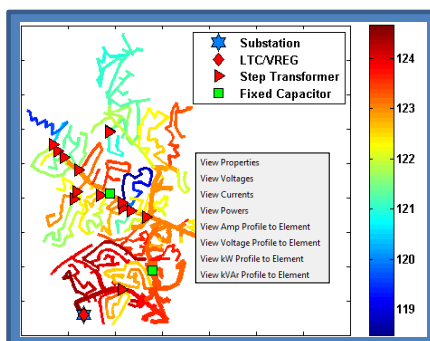 Substation
LTC/VREG
Step Transformer
Fixed Capacitor
View Properties
View Voltages
View Currents
View Powers
View Amp Profile to Element
View Voltage Profile to Element
View kW Profile to Element
View kVAr Profile to Element
124
123
122
121
120
119